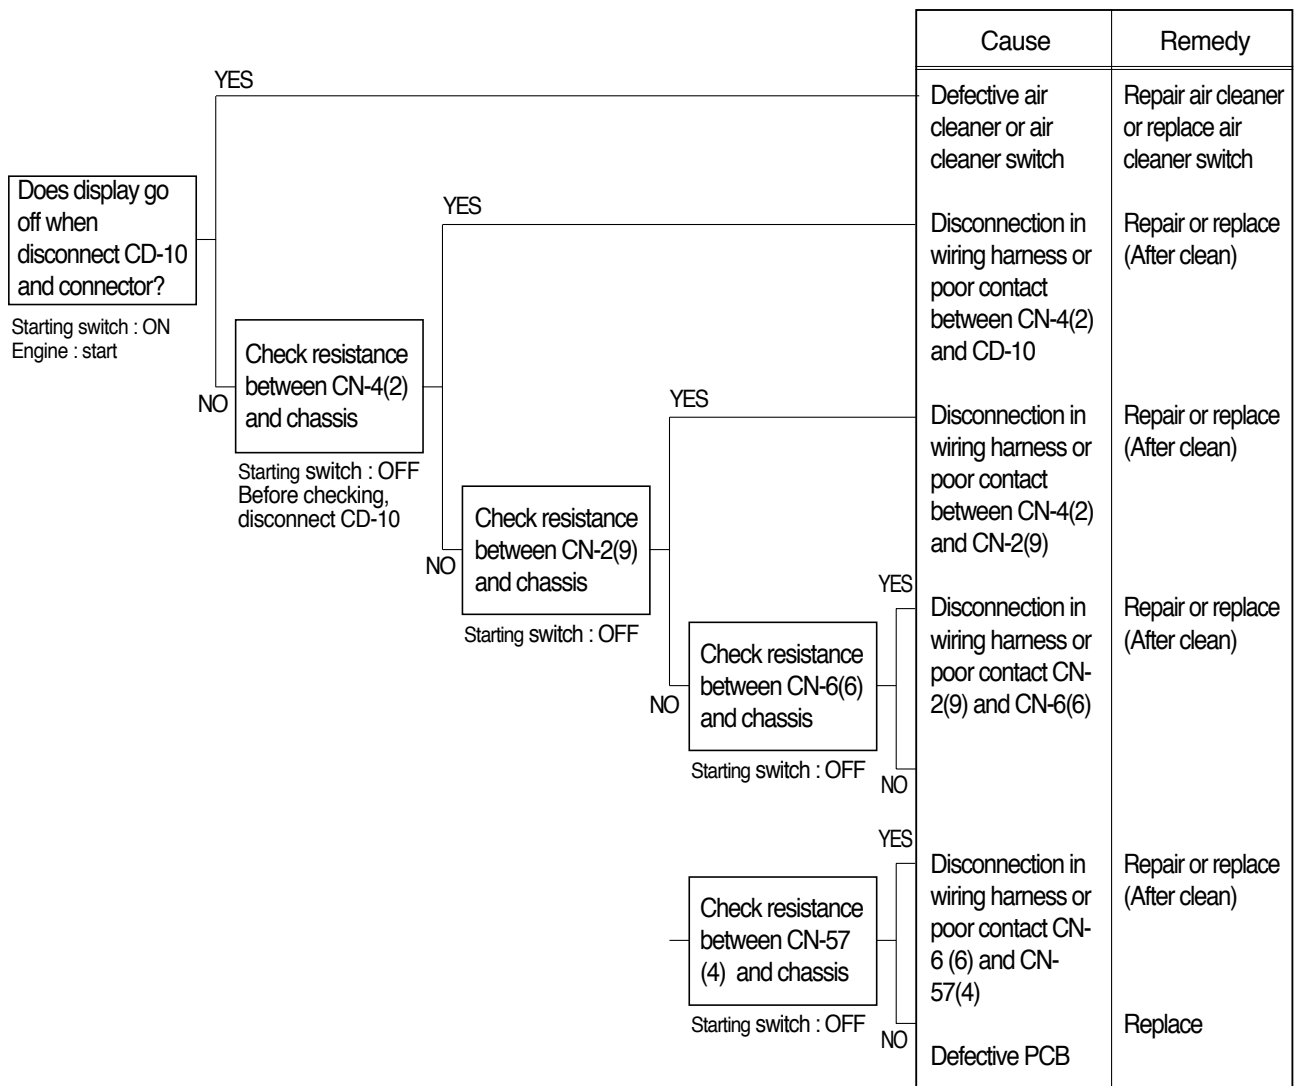 Cause
Remedy
YES
Defective air
cleaner or air
cleaner switch
Repair air cleaner
or replace air
cleaner switch
Does display go
off when
disconnect CD-10
and connector?
Starting switch : ON
Engine : start
YES
Disconnection in
wiring harness or
poor contact
between CN-4(2)
and CD-10
Repair or replace
(After clean)
NO
Check resistance
between CN-4(2)
and chassis
Starting switch : OFF
Before checking,
disconnect CD-10
YES
Disconnection in
wiring harness or
poor contact
between CN-4(2)
and CN-2(9)
Repair or replace
(After clean)
NO
Check resistance
between CN-2(9)
and chassis
Starting switch : OFF
YES
Disconnection in
wiring harness or
poor contact CN-
2(9) and CN-6(6)
Repair or replace
(After clean)
NO
Check resistance
between CN-6(6)
and chassis
Starting switch : OFF
NO
YES
Disconnection in
wiring harness or
poor contact CN-
6 (6) and CN-
57(4)
Repair or replace
(After clean)
Check resistance
between CN-57
(4) and chassis
Starting switch : OFF
NO
Defective PCB
Replace